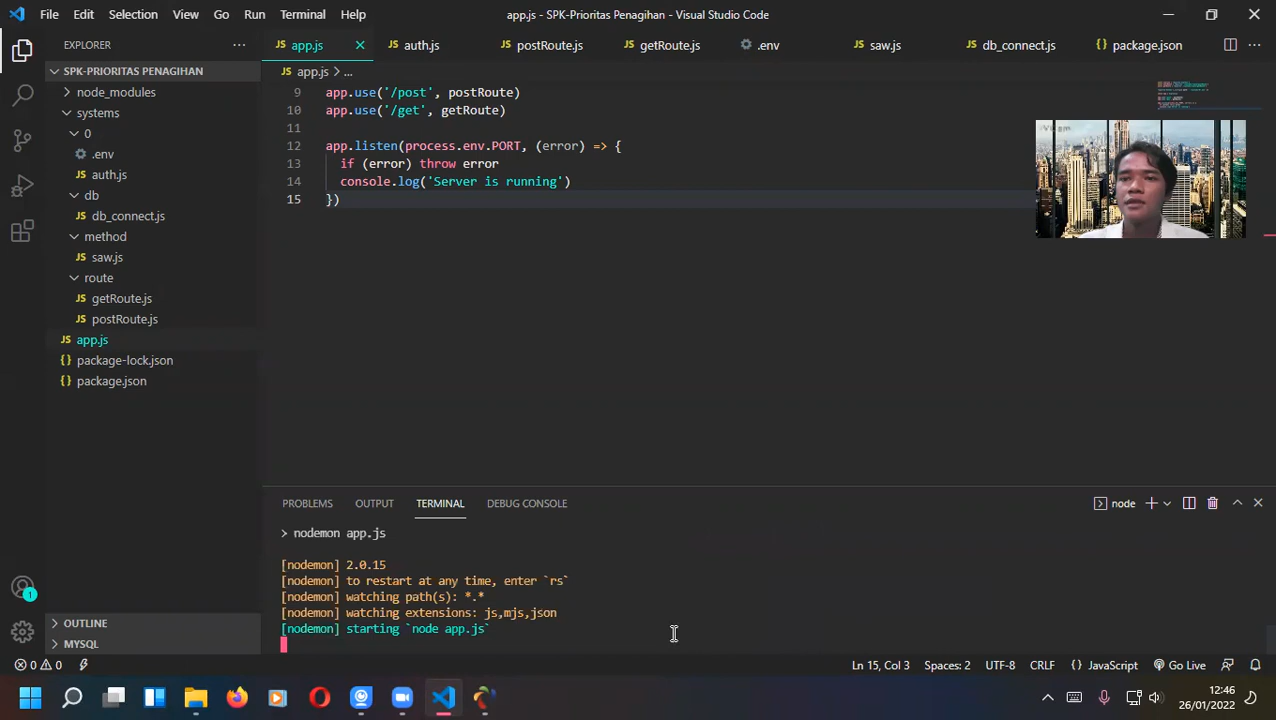 File Edit Selection View Go Run Terminal Help
app.js - SPK-Prioritas Penagihan - Visual Studio Code
EXPLORER
SPK-PRIORITAS PENAGIHAN
node_modules
systems
0
.env
JS auth.js
db
JS db_connect.js
method
JS saw.js
route
JS getRoute.js
JS postRoute.js
JS app.js
{} package-lock.json
{} package.json
OUTLINE
MYSQL
JS app.js JS auth.js JS postRoute.js JS getRoute.js .env JS saw.js JS db_connect.js {} package.json
JS app.js > ...
9 app.use('/post', postRoute)
10 app.use('/get', getRoute)
11
12 app.listen(process.env.PORT, (error) => {
13 if (error) throw error
14 console.log('Server is running')
15 })
PROBLEMS OUTPUT TERMINAL DEBUG CONSOLE
node
> nodemon app.js
[nodemon] 2.0.15
[nodemon] to restart at any time, enter `rs`
[nodemon] watching path(s): *.*
[nodemon] watching extensions: js,mjs,json
[nodemon] starting `node app.js`
1
0 0 Ln 15, Col 3 Spaces: 2 UTF-8 CRLF {} JavaScript Go Live
12:46
26/01/2022